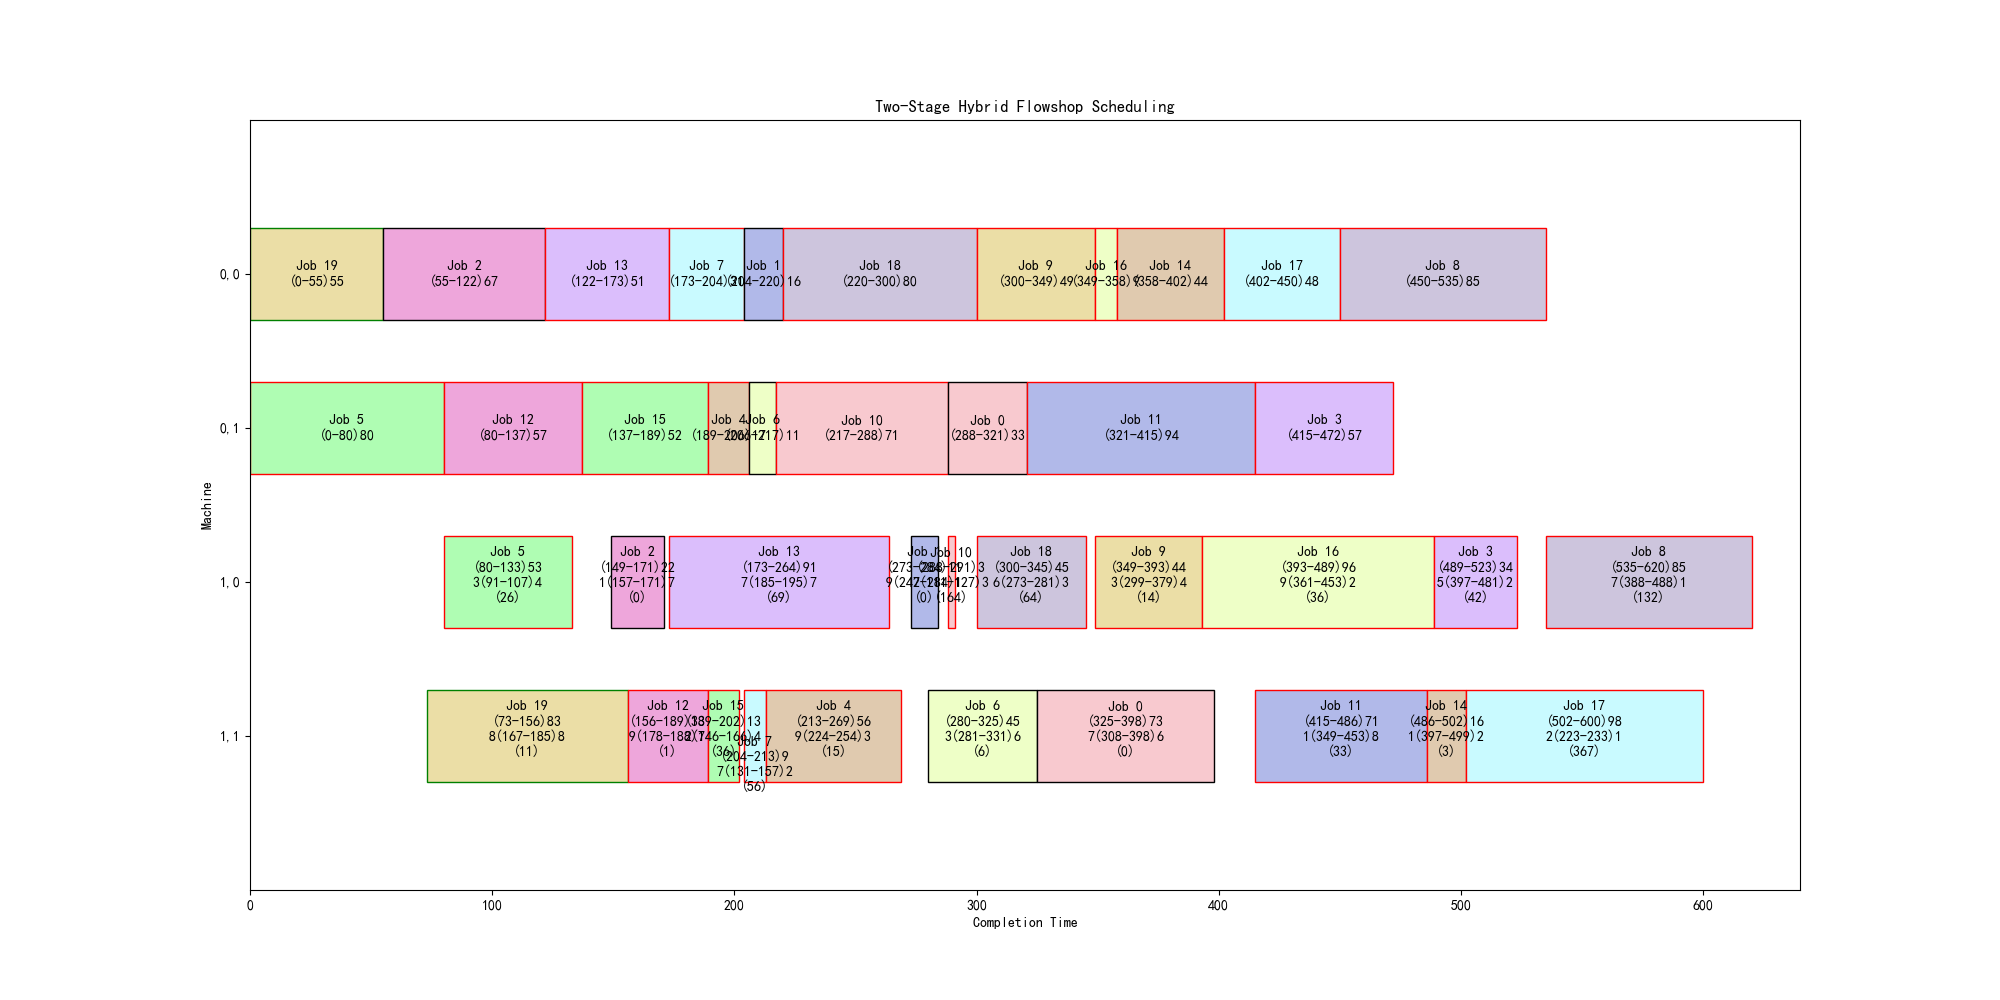 Two-Stage Hybrid Flowshop Scheduling
Machine
0,0
Job 19
(0-55)55
Job 2
(55-122)67
Job 13
(122-173)51
Job 7
(173-204)31
Job 1
(204-220)16
Job 18
(220-300)80
Job 9
(300-349)49
Job 16
(349-358)9
Job 14
(358-402)44
Job 17
(402-450)48
Job 8
(450-535)85
0,1
Job 5
(0-80)80
Job 12
(80-137)57
Job 15
(137-189)52
Job 4
(189-206)17
Job 6
(206-217)11
Job 10
(217-288)71
Job 0
(288-321)33
Job 11
(321-415)94
Job 3
(415-472)57
1,0
Job 5
(80-133)53
3(91-107)4
(26)
Job 2
(149-171)22
1(157-171)7
(0)
Job 13
(173-264)91
7(185-195)7
(69)
Job
(273-284)11
(0)
Job 10
(288-291)3
(164)
Job 18
(300-345)45
6(273-281)3
(64)
Job 9
(349-393)44
3(299-379)4
(14)
Job 16
(393-489)96
9(361-453)2
(36)
Job 3
(489-523)34
5(397-481)2
(42)
Job 8
(535-620)85
7(388-488)1
(132)
1,1
Job 19
(73-156)83
8(167-185)8
(11)
Job 12
(156-189)33
(1)
Job 15
(189-202)13
2(146-166)4
(36)
Job 7
(204-213)9
7(131-157)2
(56)
Job 4
(213-269)56
9(224-254)3
(15)
Job 6
(280-325)45
3(281-331)6
(6)
Job 0
(325-398)73
7(308-398)6
(0)
Job 11
(415-486)71
1(349-453)8
(33)
Job 14
(486-502)16
1(397-499)2
(3)
Job 17
(502-600)98
2(223-233)1
(367)
0
100
200
300
400
500
600
Completion Time